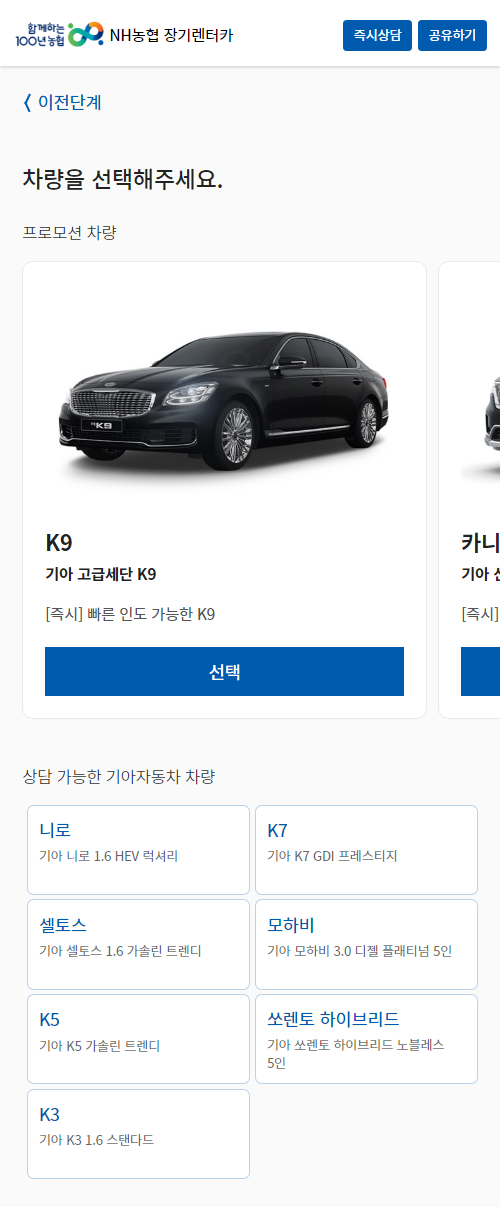 함께하는
100년 농협
NH농협 장기렌터카
즉시상담
공유하기
이전단계
차량을 선택해주세요.
프로모션 차량
THE K9
K9
기아 고급세단 K9
[즉시] 빠른 인도 가능한 K9
선택
카니
기아
[즉시]
상담 가능한 기아자동차 차량
니로
기아 니로 1.6 HEV 럭셔리
K7
기아 K7 GDI 프레스티지
셀토스
기아 셀토스 1.6 가솔린 트렌디
모하비
기아 모하비 3.0 디젤 플래티넘 5인
K5
기아 K5 가솔린 트렌디
쏘렌토 하이브리드
기아 쏘렌토 하이브리드 노블레스
5인
K3
기아 K3 1.6 스탠다드